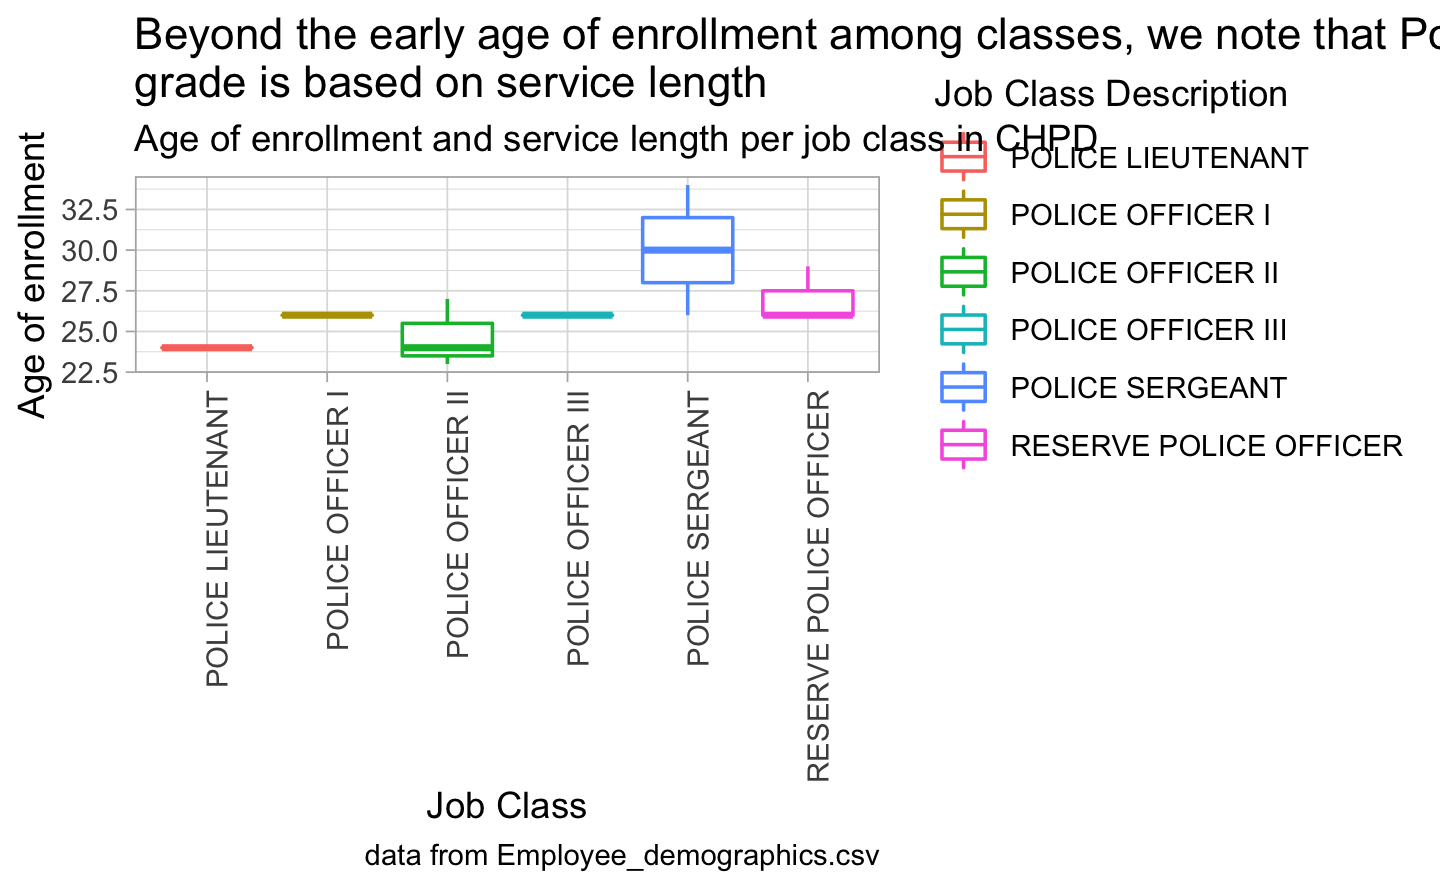 Beyond the early age of enrollment among classes, we note that
grade is based on service length
Age of enrollment and service length per job class in CHPD
Job Class Description
POLICE LIEUTENANT
POLICE OFFICER I
POLICE OFFICER II
POLICE OFFICER III
POLICE SERGEANT
RESERVE POLICE OFFICER
Age of enrollment
32.5
30.0
27.5
25.0
22.5
POLICE LIEUTENANT
POLICE OFFICER I
POLICE OFFICER II
POLICE OFFICER III
POLICE SERGEANT
RESERVE POLICE OFFICER
Job Class
data from Employee_demographics.csv